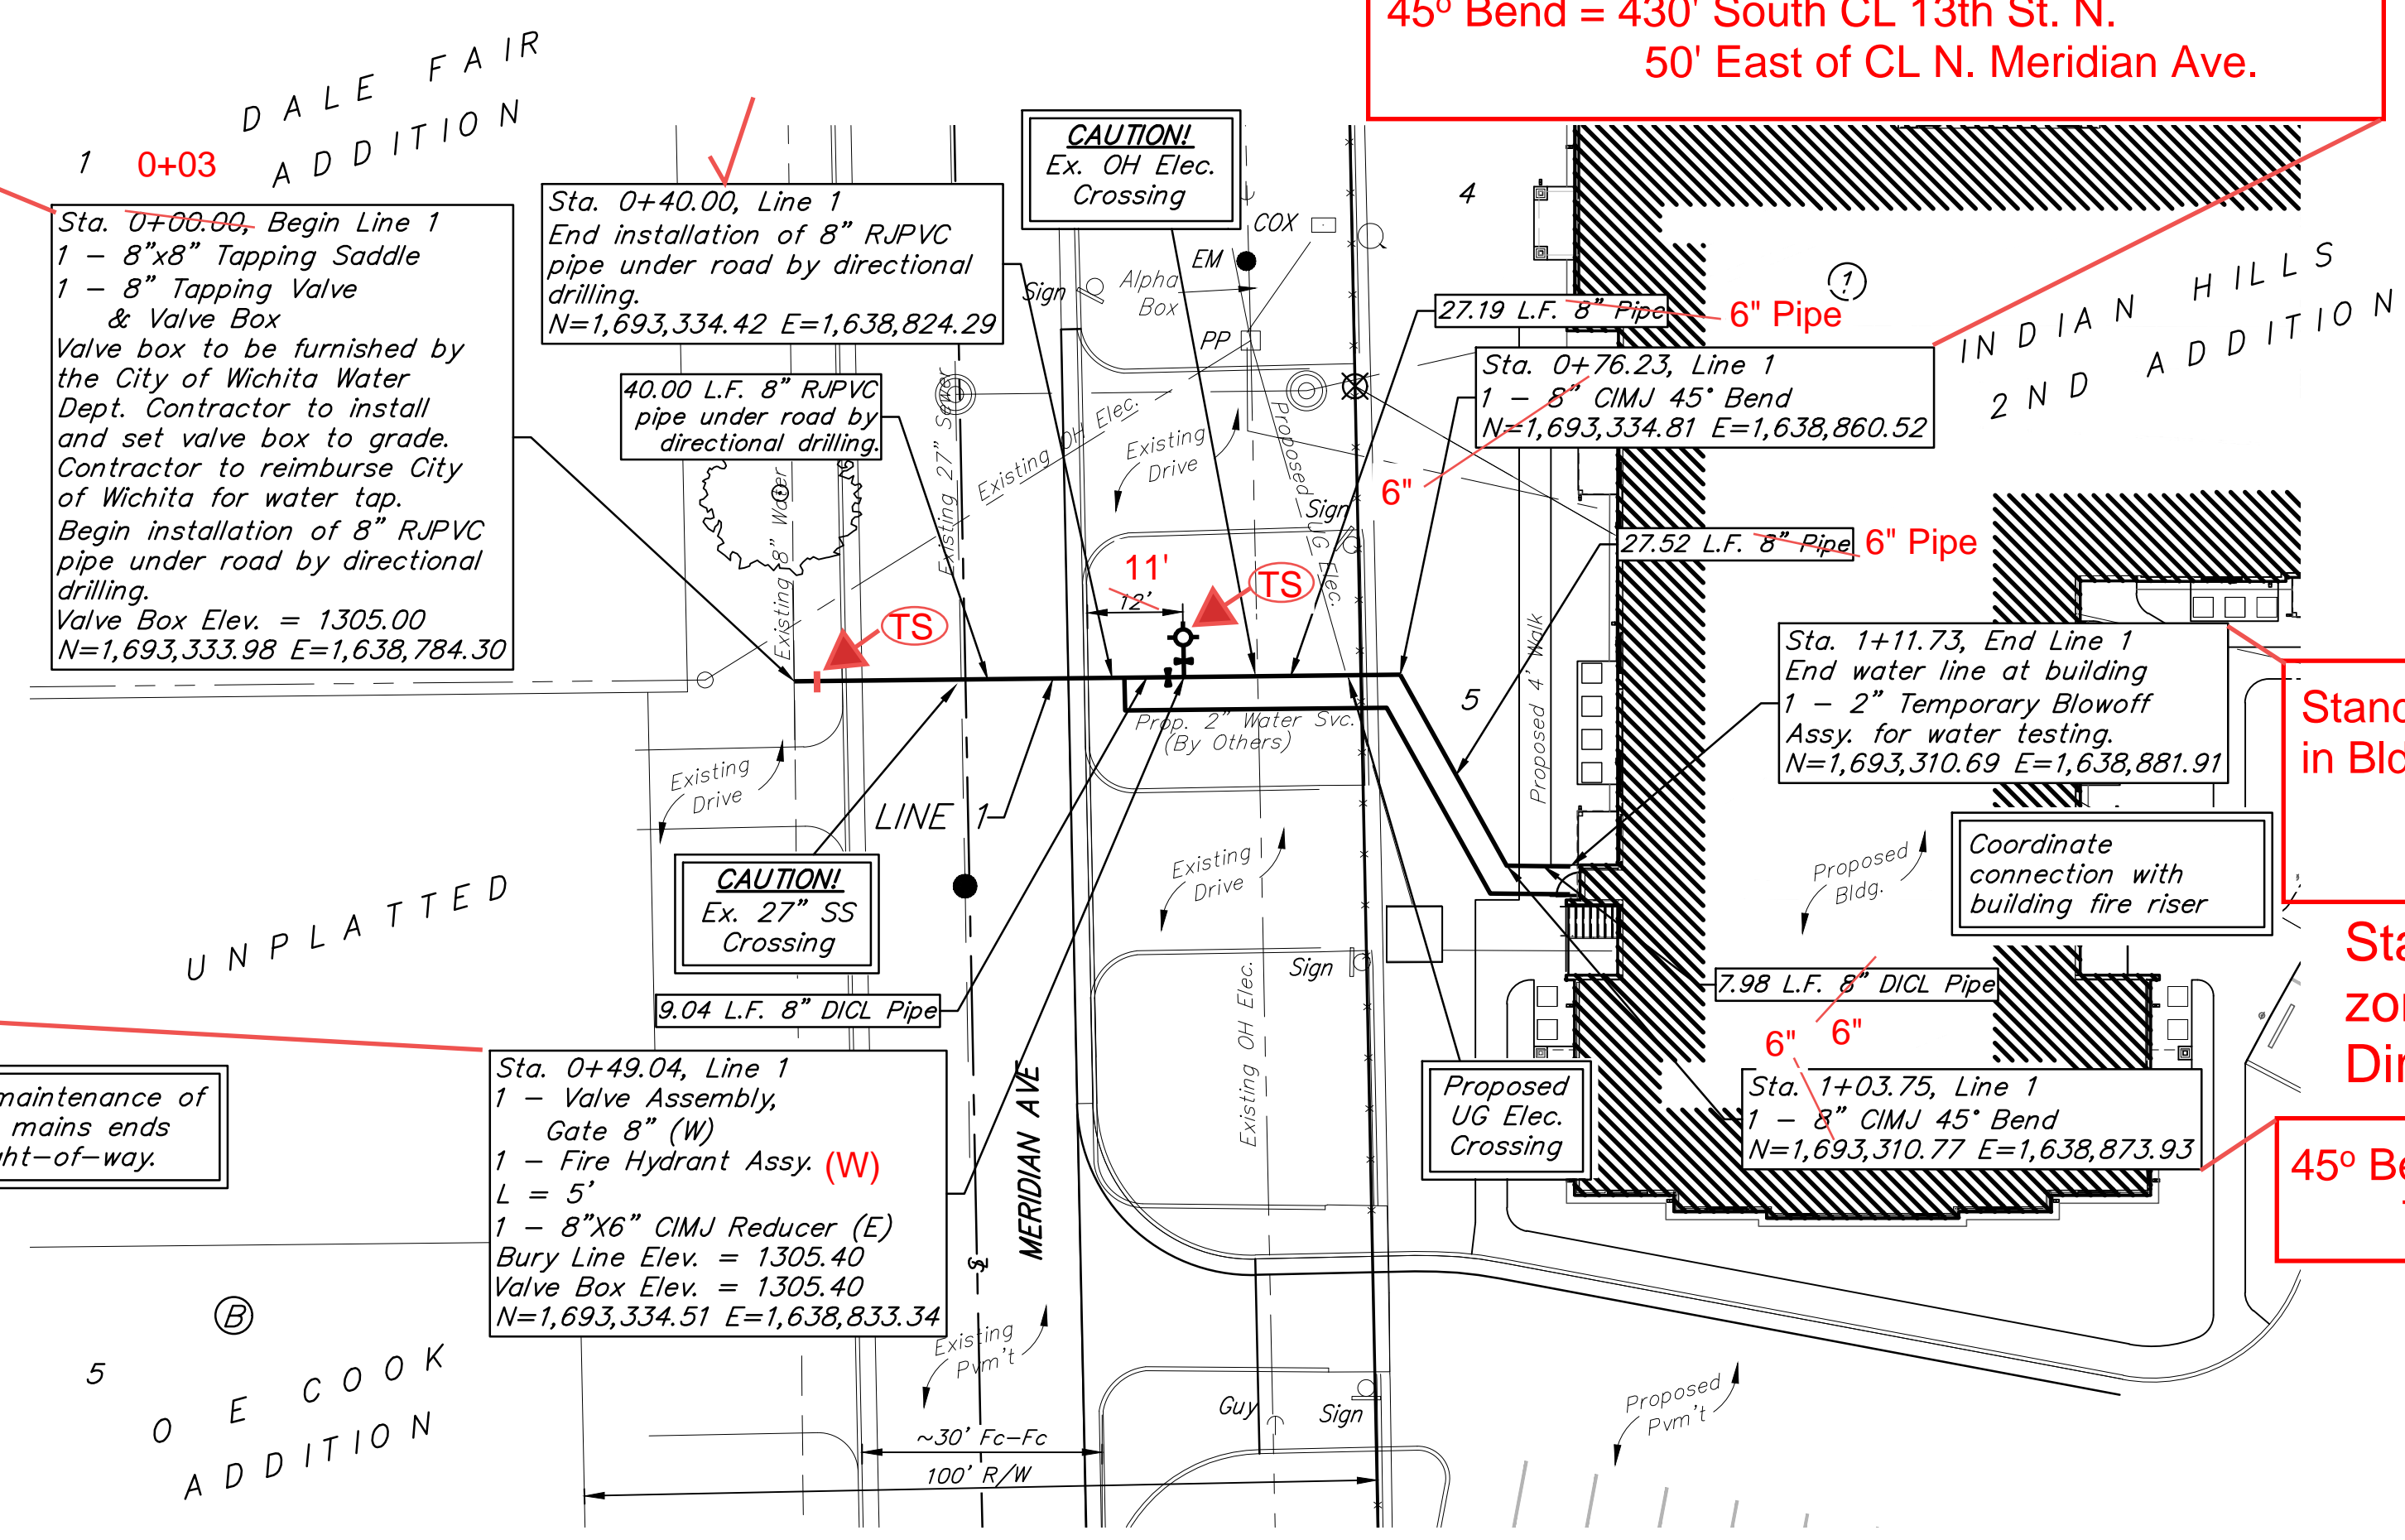 45º Bend = 430' South CL 13th St. N.
50' East of CL N. Meridian Ave.
DALE FAIR
ADDITION
1
0+03
Sta. 0+00.00, Begin Line 1
1 - 8"x8" Tapping Saddle
1 - 8" Tapping Valve
& Valve Box
Valve box to be furnished by
the City of Wichita Water
Dept. Contractor to install
and set valve box to grade.
Contractor to reimburse City
of Wichita for water tap.
Begin installation of 8" RJPVC
pipe under road by directional
drilling.
Valve Box Elev. = 1305.00
N=1,693,333.98 E=1,638,784.30
Sta. 0+40.00, Line 1
End installation of 8" RJPVC
pipe under road by directional
drilling.
N=1,693,334.42 E=1,638,824.29
40.00 L.F. 8" RJPVC
pipe under road by
directional drilling.
CAUTION!
Ex. OH Elec.
Crossing
COX
EM
Alpha
Box
Sign
PP
4
27.19 L.F. 8" Pipe
6" Pipe
1
INDIAN HILLS
2ND ADDITION
Sta. 0+76.23, Line 1
1 - 8" CIMJ 45° Bend
N=1,693,334.81 E=1,638,860.52
6"
Existing OH Elec.
Existing
Drive
Proposed UG Elec.
Sign
Existing 8" Water
Existing 27" Sewer
27.52 L.F. 8" Pipe
6" Pipe
11'
12'
TS
TS
Prop. 2" Water Svc.
(By Others)
5
Proposed 4' Walk
Sta. 1+11.73, End Line 1
End water line at building
1 - 2" Temporary Blowoff
Assy. for water testing.
N=1,693,310.69 E=1,638,881.91
in Bld
Existing
Drive
LINE 1
CAUTION!
Ex. 27" SS
Crossing
Existing
Drive
Proposed
Bldg.
Coordinate
connection with
building fire riser
UNPLATTED
9.04 L.F. 8" DICL Pipe
Sign
Existing OH Elec.
7.98 L.F. 8" DICL Pipe
6"
6"
Sta
zon
Dir
maintenance of
mains ends
ht-of-way.
Sta. 0+49.04, Line 1
1 - Valve Assembly,
Gate 8" (W)
1 - Fire Hydrant Assy. (W)
L = 5'
1 - 8"X6" CIMJ Reducer (E)
Bury Line Elev. = 1305.40
Valve Box Elev. = 1305.40
N=1,693,334.51 E=1,638,833.34
MERIDIAN AVE
Proposed
UG Elec.
Crossing
Sta. 1+03.75, Line 1
1 - 8" CIMJ 45° Bend
N=1,693,310.77 E=1,638,873.93
45º Be
B
5
O E COOK
ADDITION
Existing
Pvm't
Guy
Sign
Proposed
Pvm't
~30' Fc-Fc
100' R/W